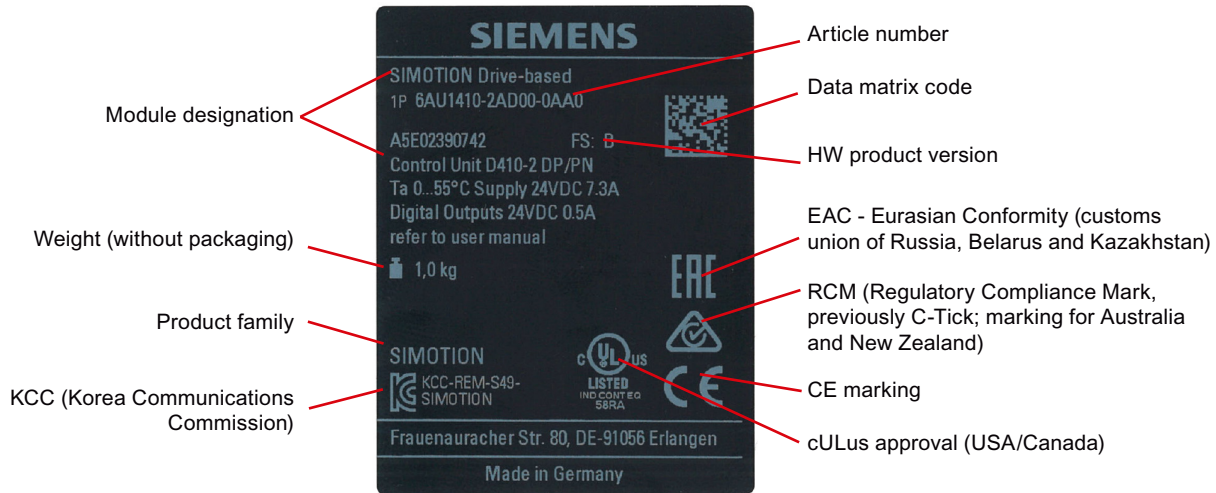 SIEMENS
SIMOTION Drive-based
1P 6AU1410-2AD00-0AA0
A5E02390742 FS: B
Control Unit D410-2 DP/PN
Ta 0...55°C Supply 24VDC 7.3A
Digital Outputs 24VDC 0.5A
refer to user manual
1,0 kg
EAC
SIMOTION
KCC-REM-S49-
SIMOTION
C UL US
LISTED
IND CONT EQ
58RA
CE
Frauenauracher Str. 80, DE-91056 Erlangen
Made in Germany
Module designation
Weight (without packaging)
Product family
KCC (Korea Communications
Commission)
Article number
Data matrix code
HW product version
EAC - Eurasian Conformity (customs
union of Russia, Belarus and Kazakhstan)
RCM (Regulatory Compliance Mark,
previously C-Tick; marking for Australia
and New Zealand)
CE marking
cULus approval (USA/Canada)